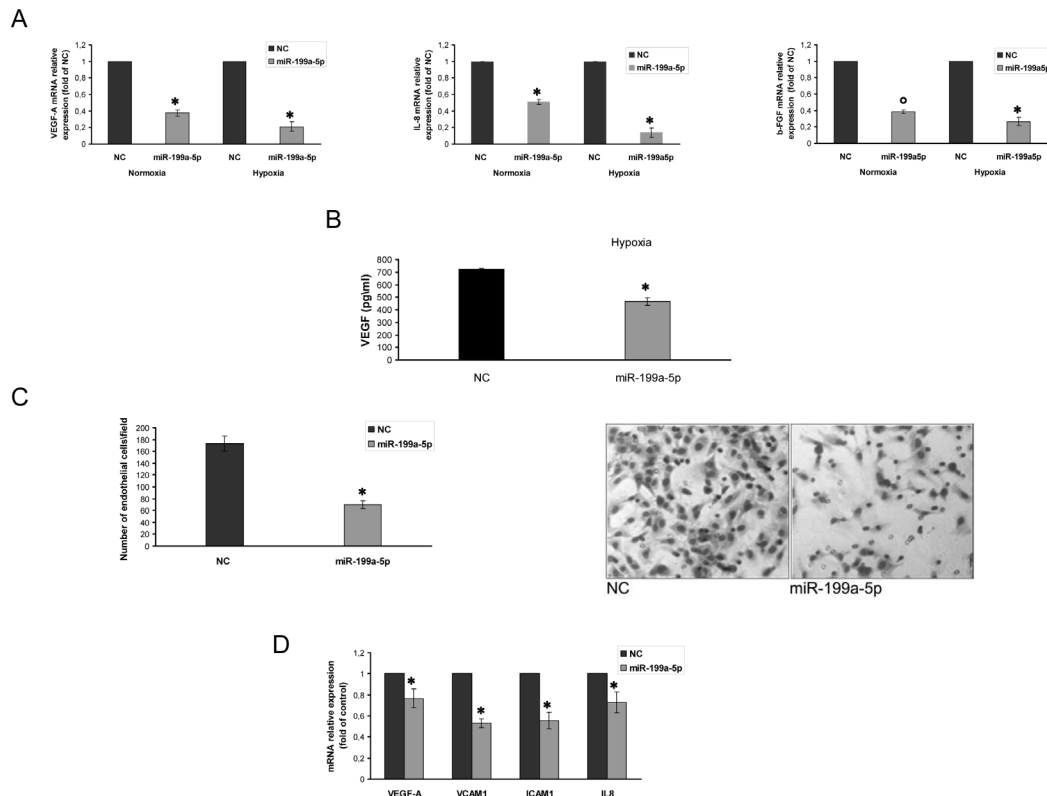 A
VEGF-A mRNA relative
expression (fold of NC)
1,2
1
0,8
0,6
0,4
0,2
0
NC
miR-199a-5p
*
*
NC miR-199a-5p NC miR-199a-5p
Normoxia Hypoxia
IL-8 mRNA relative
expression (fold of NC)
1,2
1
0,8
0,6
0,4
0,2
0
NC
miR-199a-5p
*
*
NC miR-199a-5p NC miR-199a-5p
Normoxia Hypoxia
b-FGF mRNA relative
expression (fold of NC)
1,2
1
0,8
0,6
0,4
0,2
0
NC
miR-199a5p
o
*
NC miR-199a5p NC miR-199a5p
Normoxia Hypoxia
B
Hypoxia
VEGF (pg\ml)
800
700
600
500
400
300
200
100
0
*
NC miR-199a-5p
C
Number of endothelial cells\field
200
180
160
140
120
100
80
60
40
20
0
NC
miR-199a-5p
*
NC miR-199a-5p
NC miR-199a-5p
D
mRNA relative expression
(fold of control)
1,2
1
0,8
0,6
0,4
0,2
0
NC
miR-199a-5p
* * * *
VEGF-A VCAM1 ICAM1 IL8